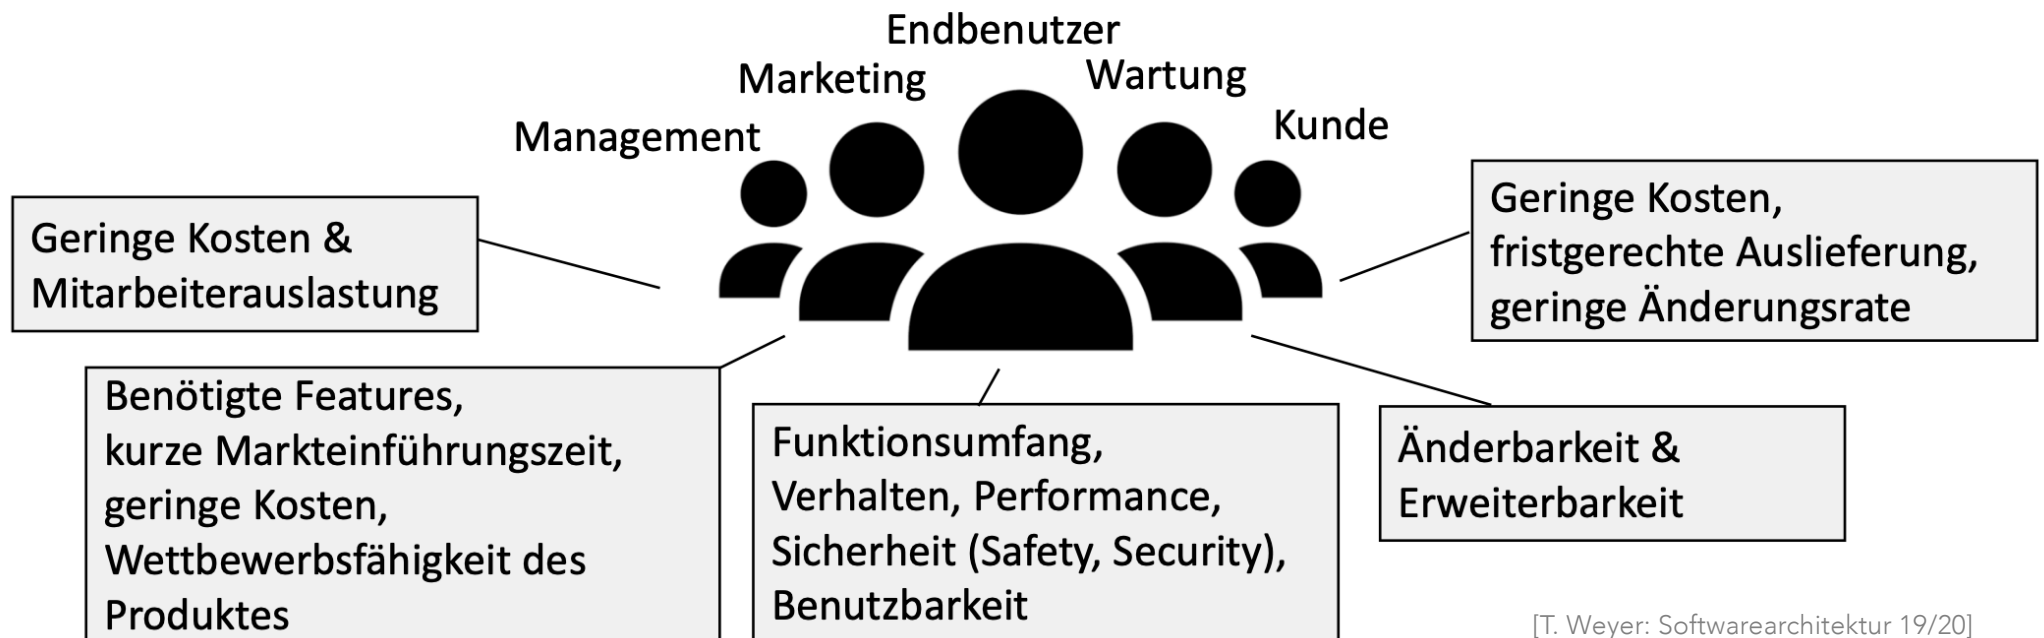 Endbenutzer
Marketing
Wartung
Management
Kunde
Geringe Kosten &
Mitarbeiterauslastung
Geringe Kosten,
fristgerechte Auslieferung,
geringe Änderungsrate
Benötigte Features,
kurze Markteinführungszeit,
geringe Kosten,
Wettbewerbsfähigkeit des
Produktes
Funktionsumfang,
Verhalten, Performance,
Sicherheit (Safety, Security),
Benutzbarkeit
Änderbarkeit &
Erweiterbarkeit
[T. Weyer: Softwarearchitektur 19/20]